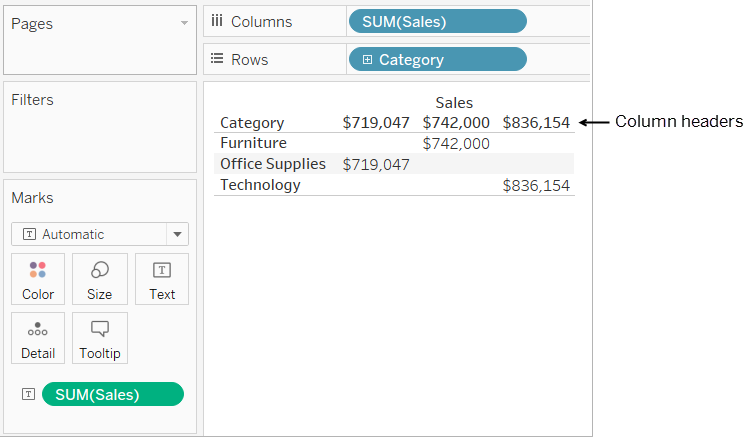 Pages
Filters
Marks
T Automatic
Color Size T Text
Detail Tooltip
T SUM(Sales)
iii Columns SUM(Sales)
Rows Category
Sales
Category $719,047 $742,000 $836,154
Furniture $742,000
Office Supplies $719,047
Technology $836,154
Column headers